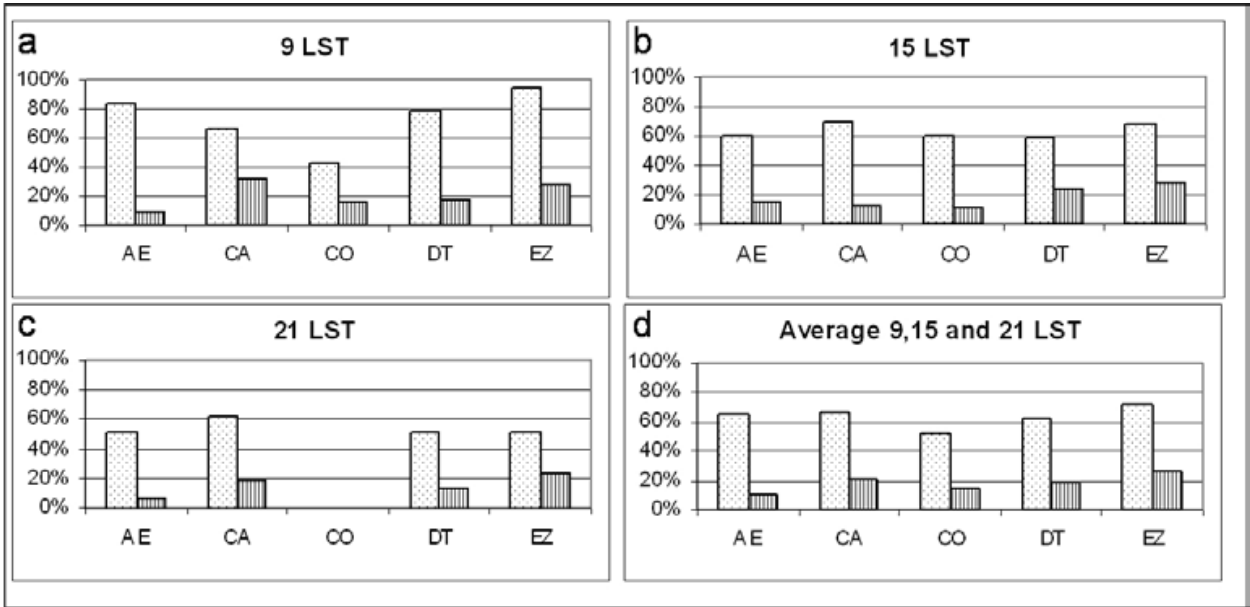 a
9 LST
100%
80%
60%
40%
20%
0%
AE CA CO DT EZ
b
15 LST
100%
80%
60%
40%
20%
0%
AE CA CO DT EZ
c
21 LST
100%
80%
60%
40%
20%
0%
AE CA CO DT EZ
d
Average 9,15 and 21 LST
100%
80%
60%
40%
20%
0%
AE CA CO DT EZ